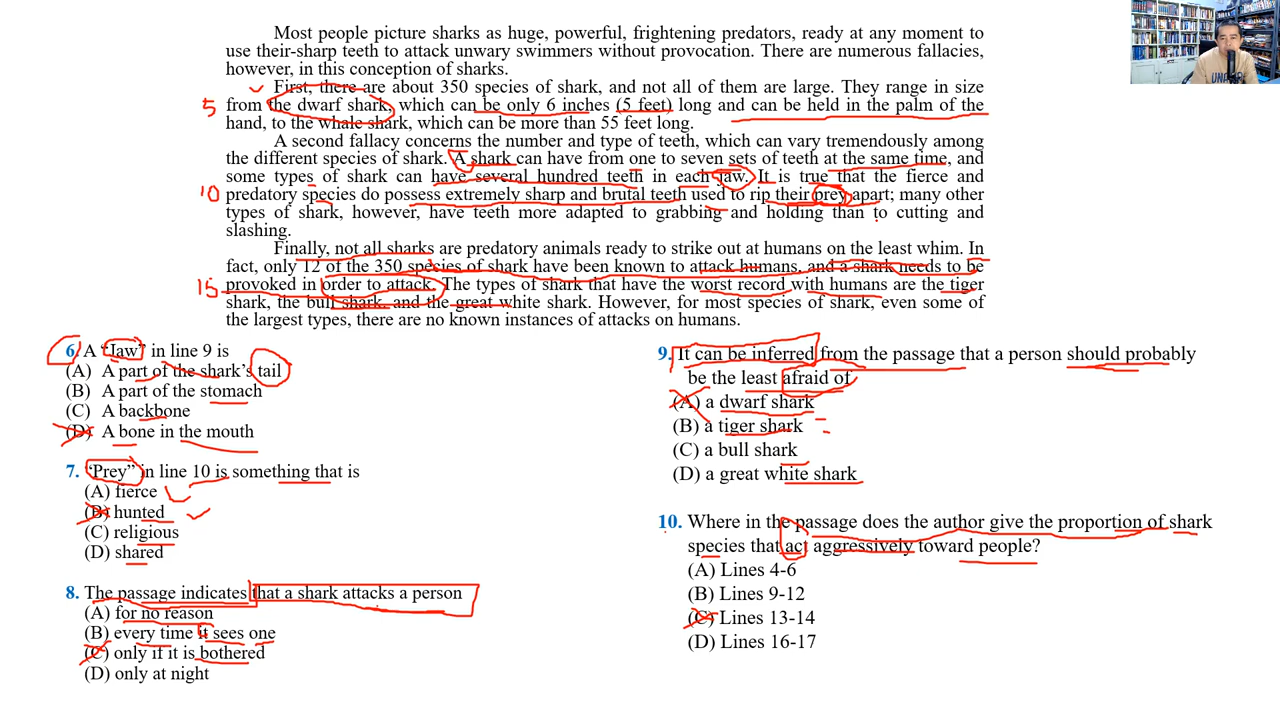 Most people picture sharks as huge, powerful, frightening predators, ready at any moment to
use their-sharp teeth to attack unwary swimmers without provocation. There are numerous fallacies,
however, in this conception of sharks.
First, there are about 350 species of shark, and not all of them are large. They range in size
5 from the dwarf shark, which can be only 6 inches (5 feet) long and can be held in the palm of the
hand, to the whale shark, which can be more than 55 feet long.
A second fallacy concerns the number and type of teeth, which can vary tremendously among
the different species of shark. A shark can have from one to seven sets of teeth at the same time, and
some types of shark can have several hundred teeth in each jaw. It is true that the fierce and
10 predatory species do possess extremely sharp and brutal teeth used to rip their prey apart; many other
types of shark, however, have teeth more adapted to grabbing and holding than to cutting and
slashing.
Finally, not all sharks are predatory animals ready to strike out at humans on the least whim. In
fact, only 12 of the 350 species of shark have been known to attack humans, and a shark needs to be
15 provoked in order to attack. The types of shark that have the worst record with humans are the tiger
shark, the bull shark, and the great white shark. However, for most species of shark, even some of
the largest types, there are no known instances of attacks on humans.
6. A "Jaw" in line 9 is
(A) A part of the shark's tail
(B) A part of the stomach
(C) A backbone
(D) A bone in the mouth
7. "Prey" in line 10 is something that is
(A) fierce
(B) hunted
(C) religious
(D) shared
8. The passage indicates that a shark attacks a person
(A) for no reason
(B) every time it sees one
(C) only if it is bothered
(D) only at night
9. It can be inferred from the passage that a person should probably
be the least afraid of
(A) a dwarf shark
(B) a tiger shark
(C) a bull shark
(D) a great white shark
10. Where in the passage does the author give the proportion of shark
species that act aggressively toward people?
(A) Lines 4-6
(B) Lines 9-12
(C) Lines 13-14
(D) Lines 16-17